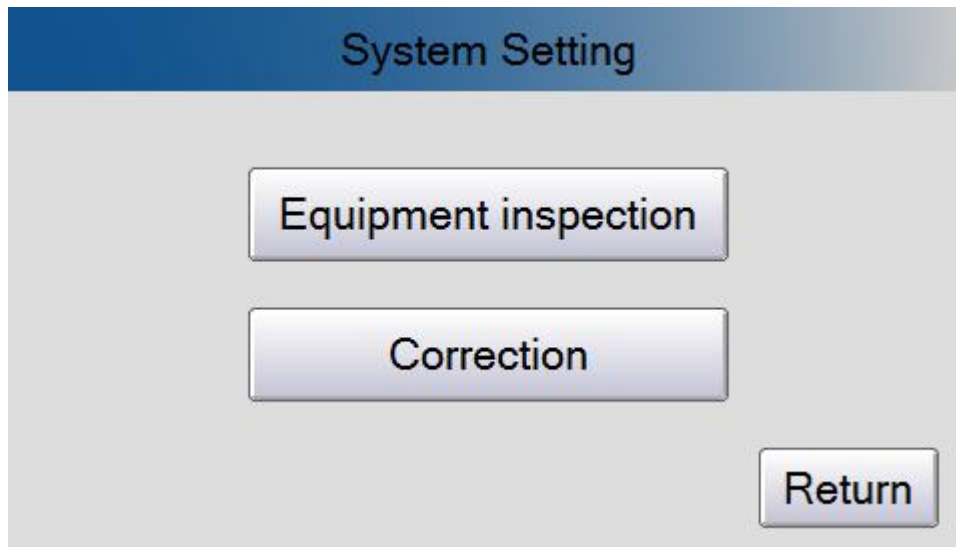 System Setting
Equipment inspection
Correction
Return